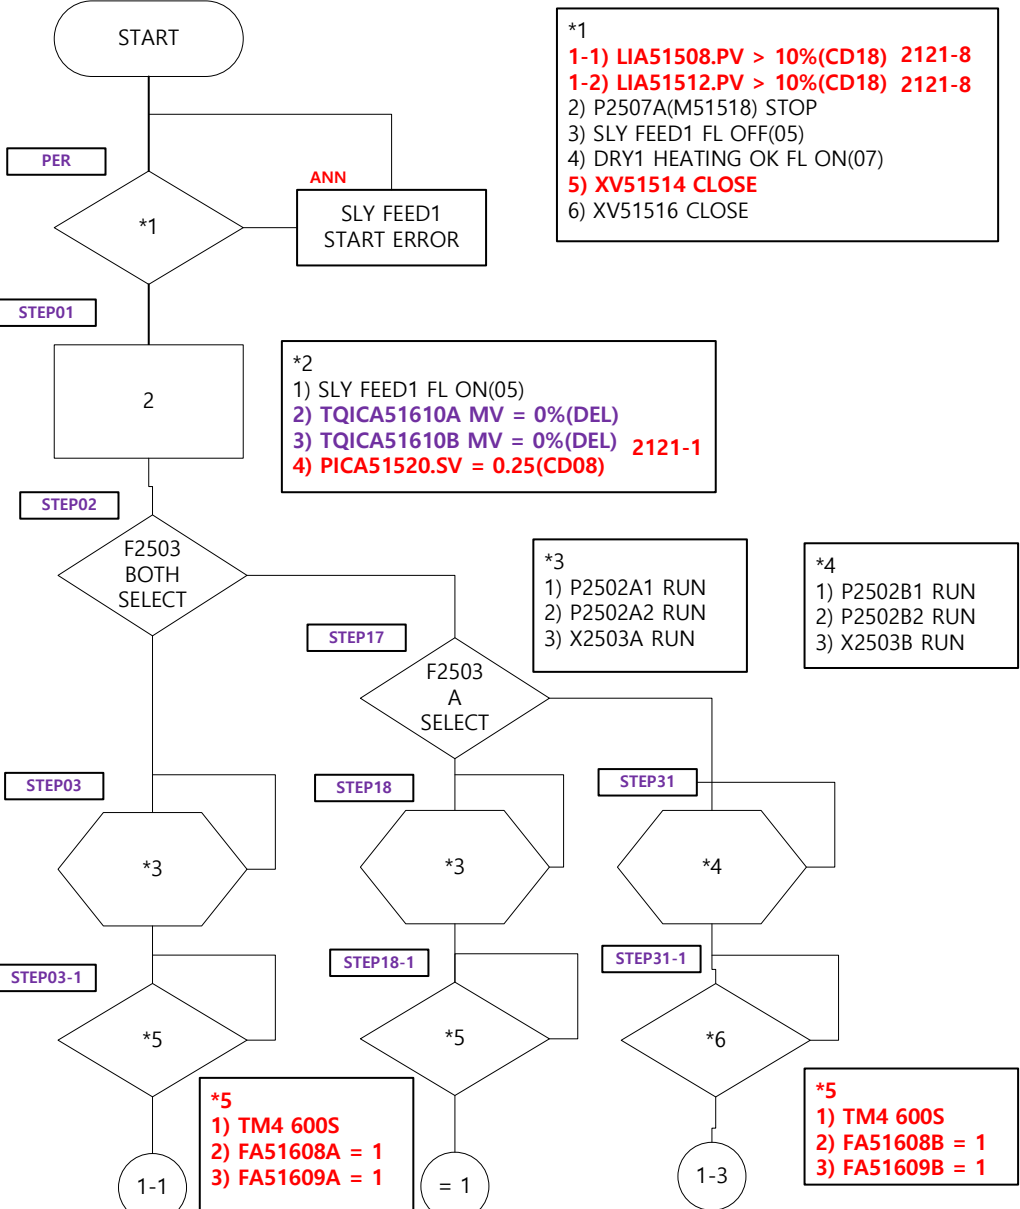 START
*1
1-1) LIA51508.PV > 10%(CD18) 2121-8
1-2) LIA51512.PV > 10%(CD18) 2121-8
2) P2507A(M51518) STOP
3) SLY FEED1 FL OFF(05)
4) DRY1 HEATING OK FL ON(07)
5) XV51514 CLOSE
6) XV51516 CLOSE
PER
ANN
*1
SLY FEED1
START ERROR
STEP01
2
*2
1) SLY FEED1 FL ON(05)
2) TQICA51610A MV = 0%(DEL)
3) TQICA51610B MV = 0%(DEL) 2121-1
4) PICA51520.SV = 0.25(CD08)
STEP02
F2503
BOTH
SELECT
*3
1) P2502A1 RUN
2) P2502A2 RUN
3) X2503A RUN
*4
1) P2502B1 RUN
2) P2502B2 RUN
3) X2503B RUN
STEP17
F2503
A
SELECT
STEP03
STEP18
STEP31
*3
*3
*4
STEP03-1
STEP18-1
STEP31-1
*5
*5
*6
*5
1) TM4 600S
2) FA51608A = 1
3) FA51609A = 1
*5
1) TM4 600S
2) FA51608B = 1
3) FA51609B = 1
1-1
= 1
1-3